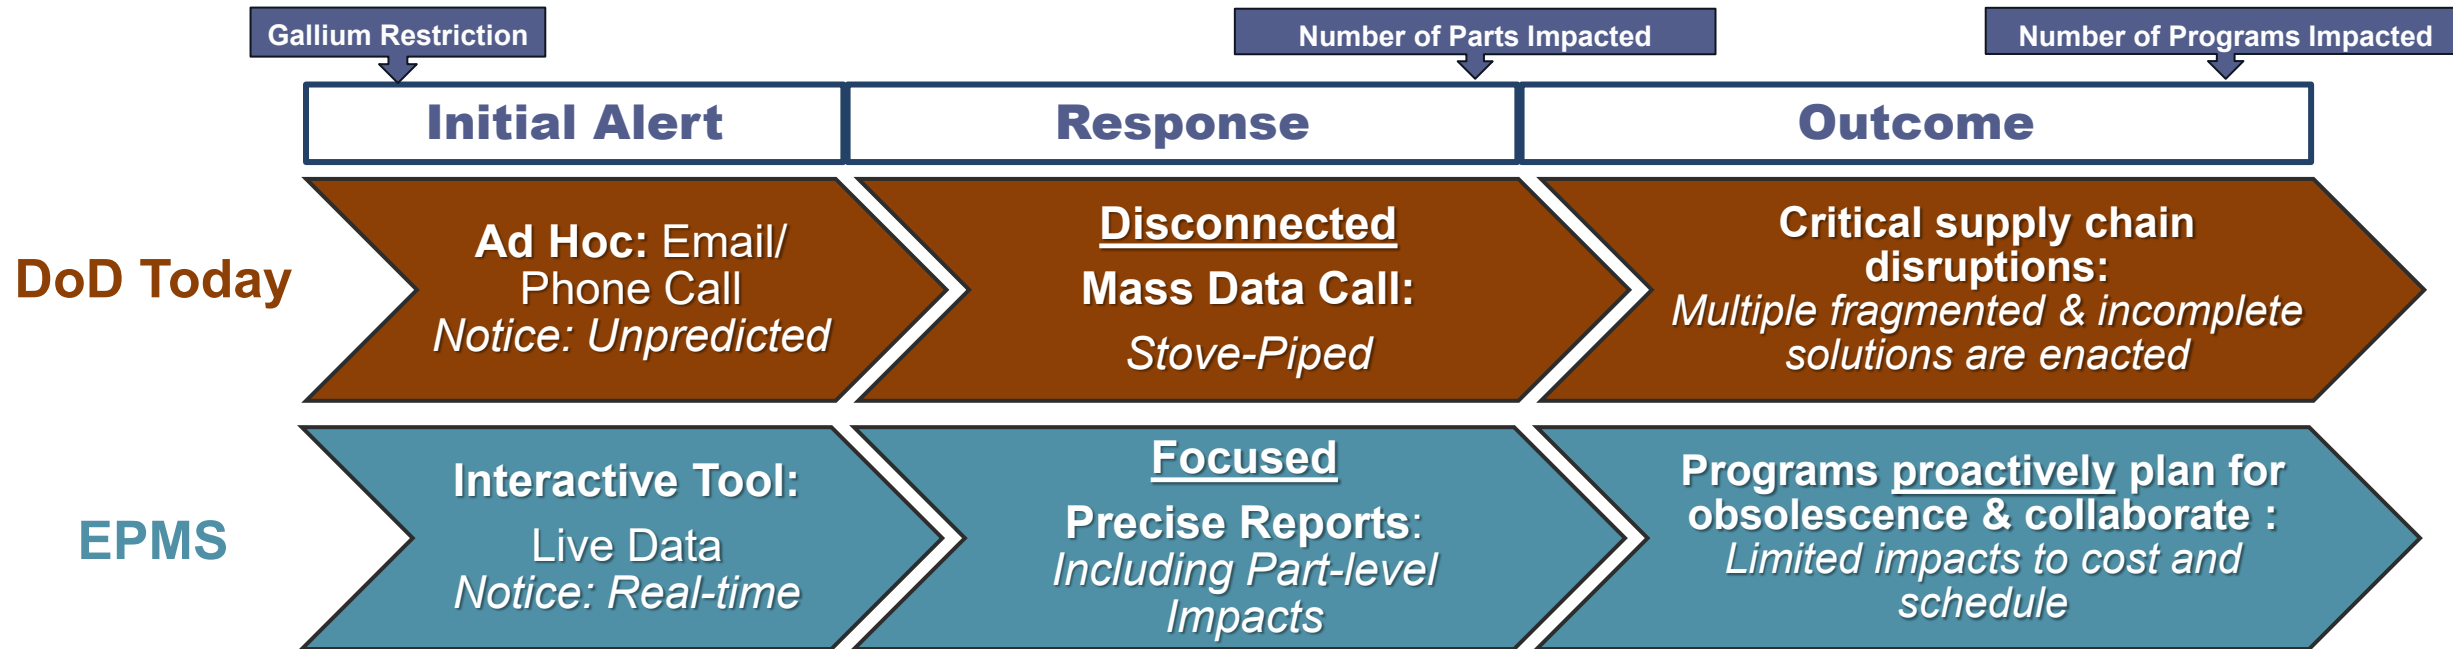 Gallium Restriction
Number of Parts Impacted
Number of Programs Impacted
Initial Alert
Response
Outcome
DoD Today
Ad Hoc: Email/
Phone Call
Notice: Unpredicted
Disconnected
Mass Data Call:
Stove-Piped
Critical supply chain
disruptions:
Multiple fragmented & incomplete
solutions are enacted
EPMS
Interactive Tool:
Live Data
Notice: Real-time
Focused
Precise Reports:
Including Part-level
Impacts
Programs proactively plan for
obsolescence & collaborate :
Limited impacts to cost and
schedule